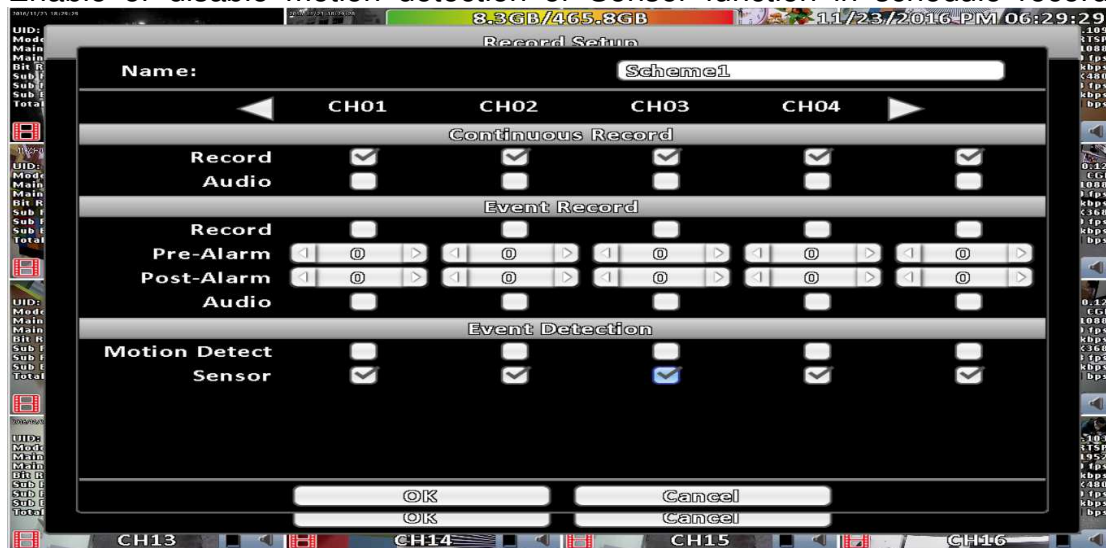 Enable or disable Motion detection or Sensor function in schedule record
8.3GB/465.8GB
11/23/2016 PM 06:29:29
Record Setup
Name: Scheme1
CH01 CH02 CH03 CH04
Continuous Record
Record
Audio
Event Record
Record
Pre-Alarm 0 0 0 0 0
Post-Alarm 0 0 0 0 0
Audio
Event Detection
Motion Detect
Sensor
OK Cancel
OK Cancel
CH13 CH14 CH15 CH16